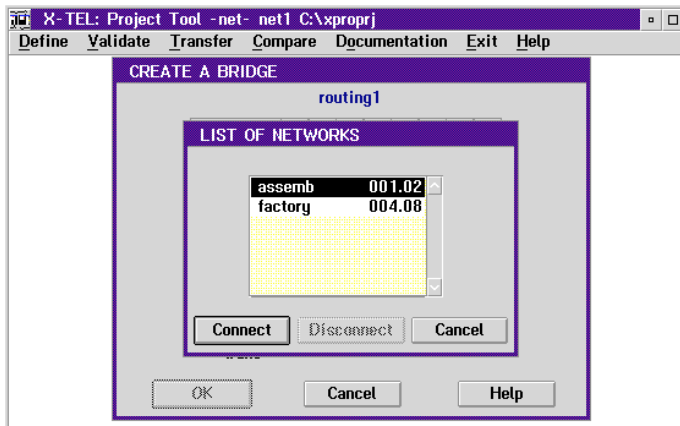 X-TEL: Project Tool -net- net1 C:\xproprj
Define Validate Transfer Compare Documentation Exit Help
CREATE A BRIDGE
routing1
LIST OF NETWORKS
assemb 001.02
factory 004.08
Connect Disconnect Cancel
OK Cancel Help